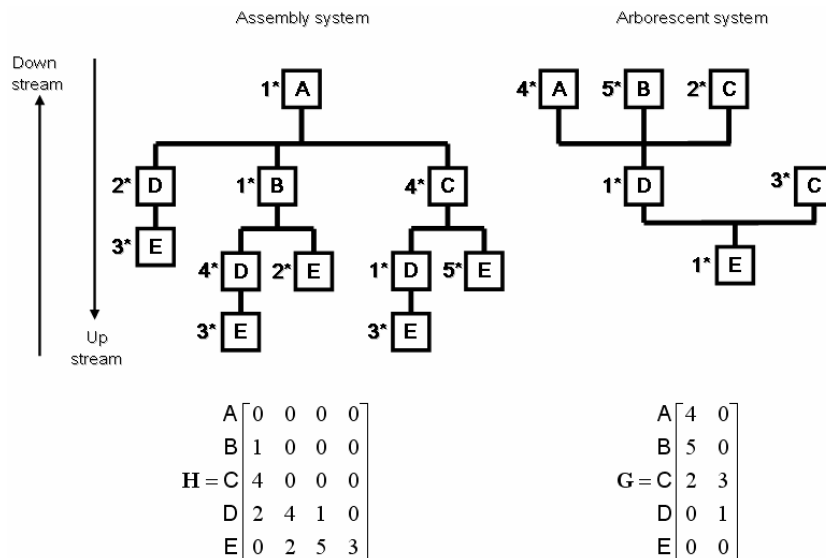 Assembly system
Arborescent system
Down
stream
1* A
4* A 5* B 2* C
2* D 1* B 4* C
1* D 3* C
3* E
4* D 2* E 1* D 5* E
1* E
3* E 3* E
Up
stream
A 0 0 0 0
B 1 0 0 0
H = C 4 0 0 0
D 2 4 1 0
E 0 2 5 3
A 4 0
B 5 0
G = C 2 3
D 0 1
E 0 0